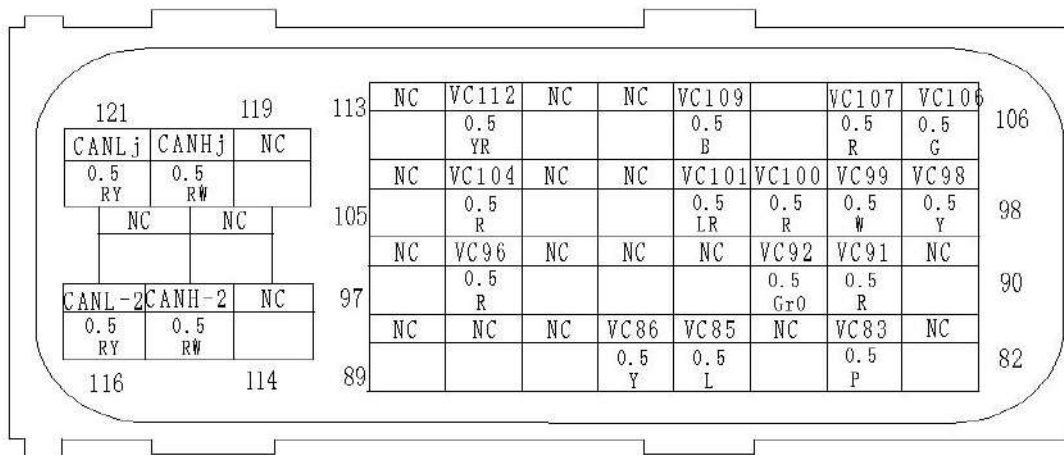 121 119
CANLj CANHj NC
0.5 0.5
RY RW
NC NC
CANL-2 CANH-2 NC
0.5 0.5
RY RW
116 114
113 NC VC112 NC NC VC109 VC107 VC106 106
0.5 0.5 0.5 0.5
YR B R G
105 NC VC104 NC NC VC101 VC100 VC99 VC98 98
0.5 0.5 0.5 0.5 0.5
R LR R W Y
97 NC VC96 NC NC NC VC92 VC91 NC 90
0.5 0.5 0.5
R GrO R
89 NC NC NC VC86 VC85 NC VC83 NC 82
0.5 0.5 0.5
Y L P